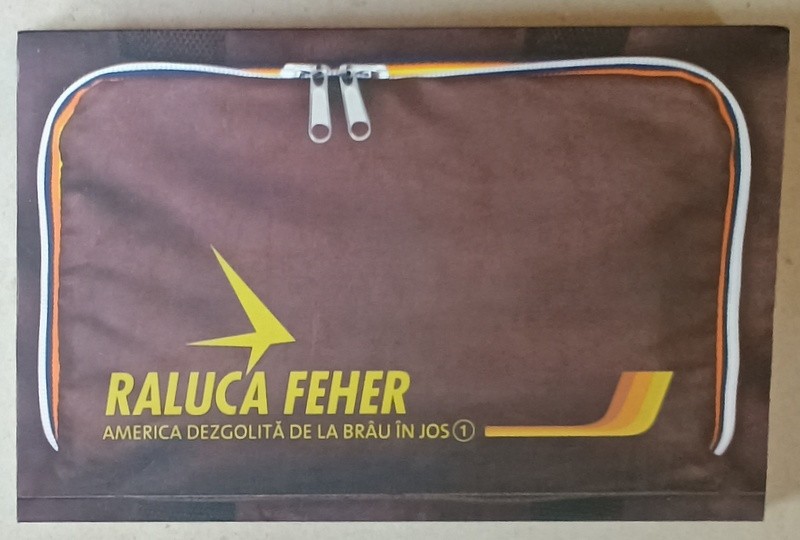 RALUCA FEHER
AMERICA DEZGOLITĂ DE LA BRÂU ÎN JOS 1